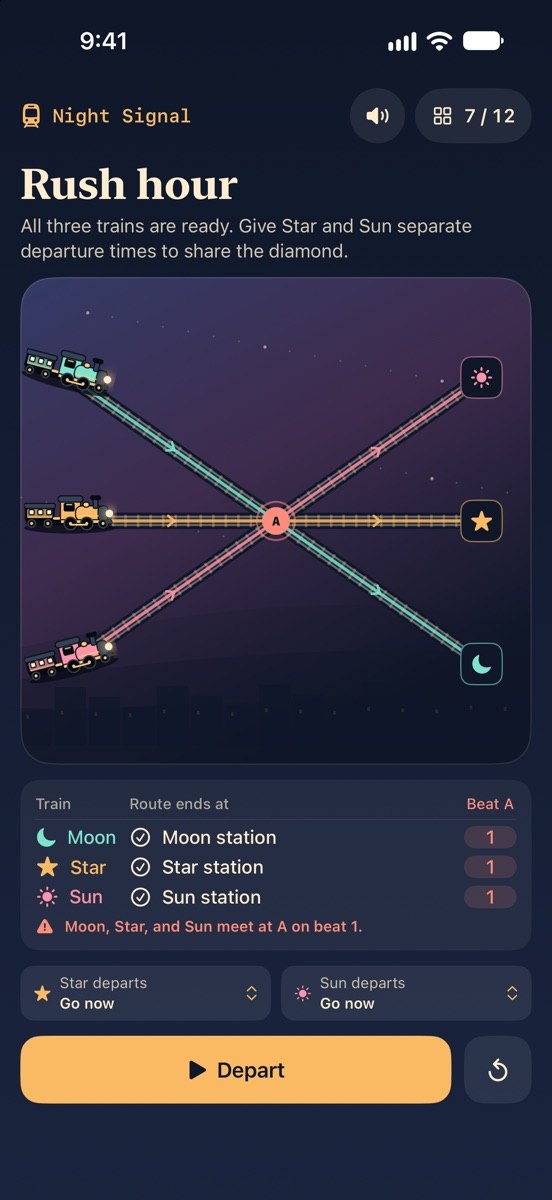 9:41
Night Signal
7 / 12
Rush hour
All three trains are ready. Give Star and Sun separate
departure times to share the diamond.
A
Train Route ends at Beat A
Moon Moon station 1
Star Star station 1
Sun Sun station 1
Moon, Star, and Sun meet at A on beat 1.
Star departs
Go now
Sun departs
Go now
Depart